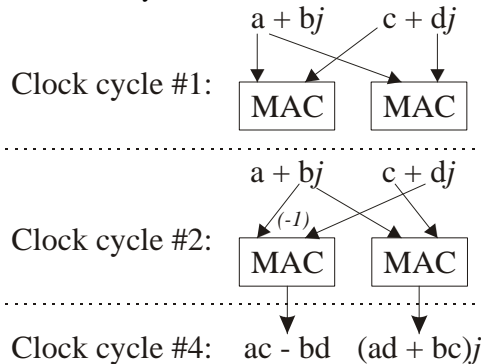 a + bj c + dj
Clock cycle #1:
MAC MAC
a + bj c + dj
(-1)
Clock cycle #2:
MAC MAC
Clock cycle #4: ac - bd (ad + bc)j